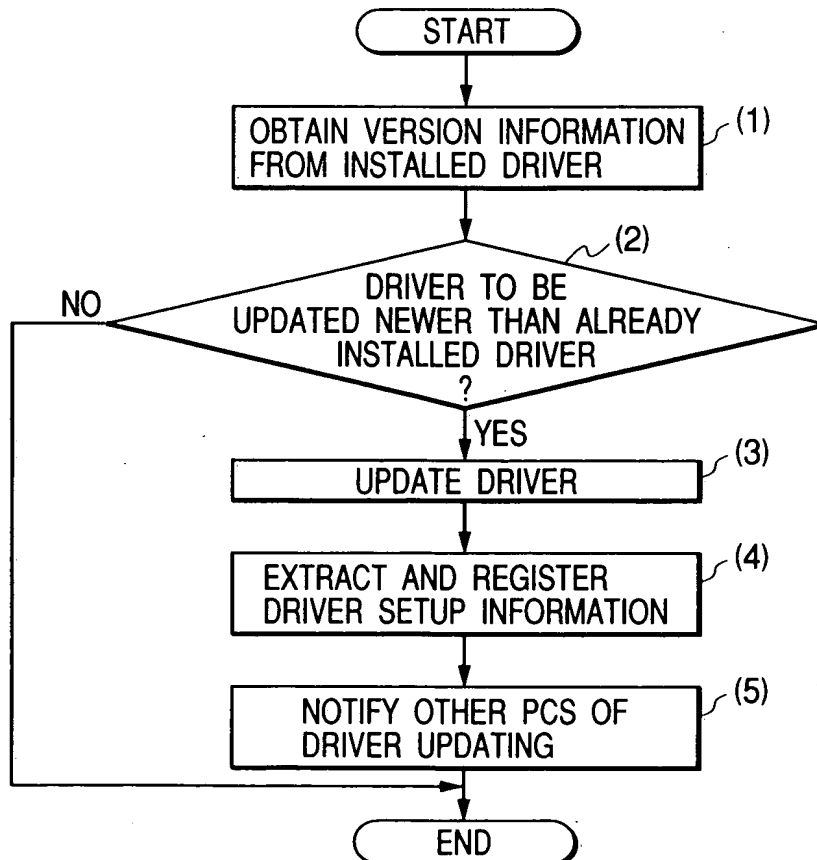 START
OBTAIN VERSION INFORMATION
FROM INSTALLED DRIVER
(1)
(2)
DRIVER TO BE
UPDATED NEWER THAN ALREADY
INSTALLED DRIVER
?
NO
YES
UPDATE DRIVER
(3)
EXTRACT AND REGISTER
DRIVER SETUP INFORMATION
(4)
NOTIFY OTHER PCS OF
DRIVER UPDATING
(5)
END